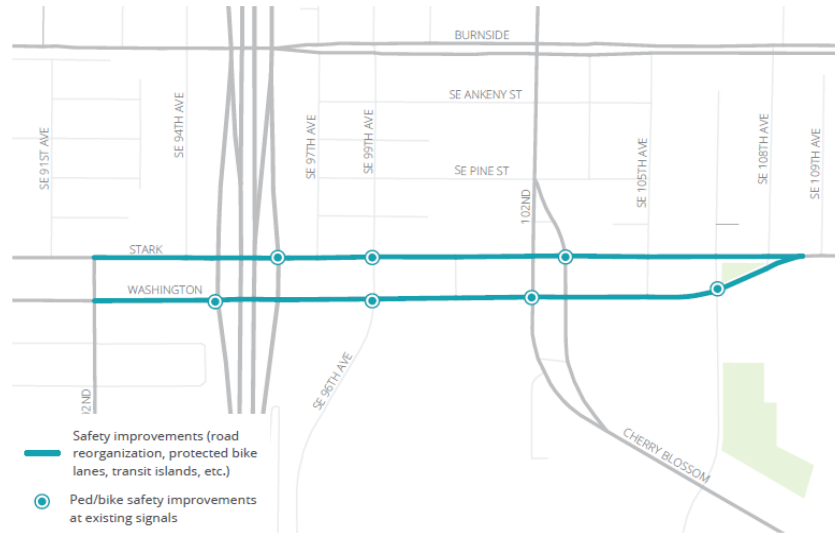 BURNSIDE
SE ANKENY ST
SE 91ST AVE
SE 94TH AVE
SE 97TH AVE
SE 99TH AVE
SE PINE ST
SE 105TH AVE
SE 108TH AVE
SE 109TH AVE
102ND
STARK
WASHINGTON
SE 96TH AVE
2ND
CHERRY BLOSSOM
Safety improvements (road
reorganization, protected bike
lanes, transit islands, etc.)
Ped/bike safety improvements
at existing signals